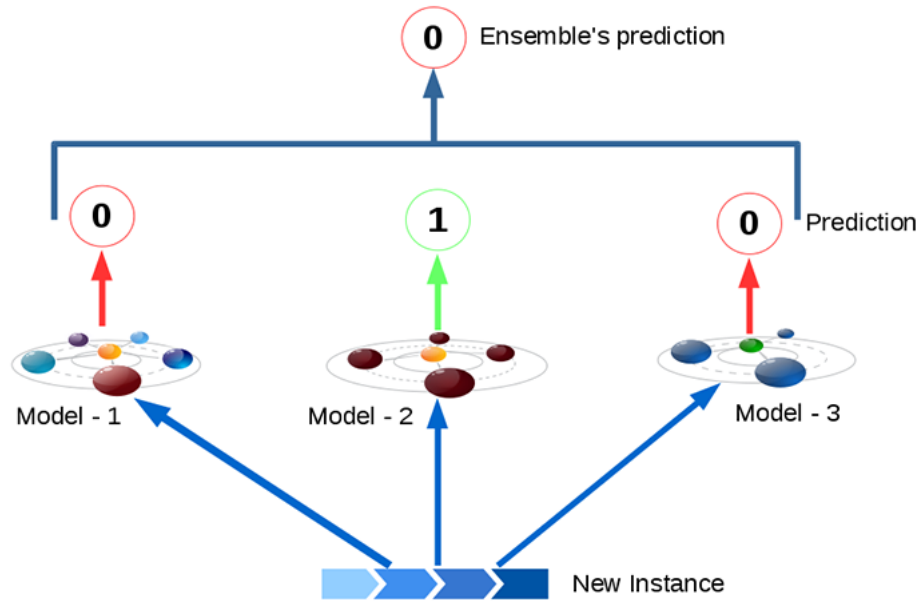 0
Ensemble's prediction
0
1
0
Prediction
Model - 1
Model - 2
Model - 3
New Instance